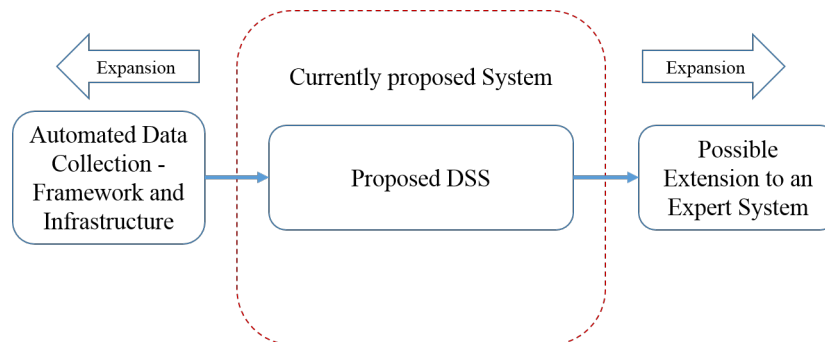 Expansion
Currently proposed System
Expansion
Automated Data
Collection -
Framework and
Infrastructure
Proposed DSS
Possible
Extension to an
Expert System